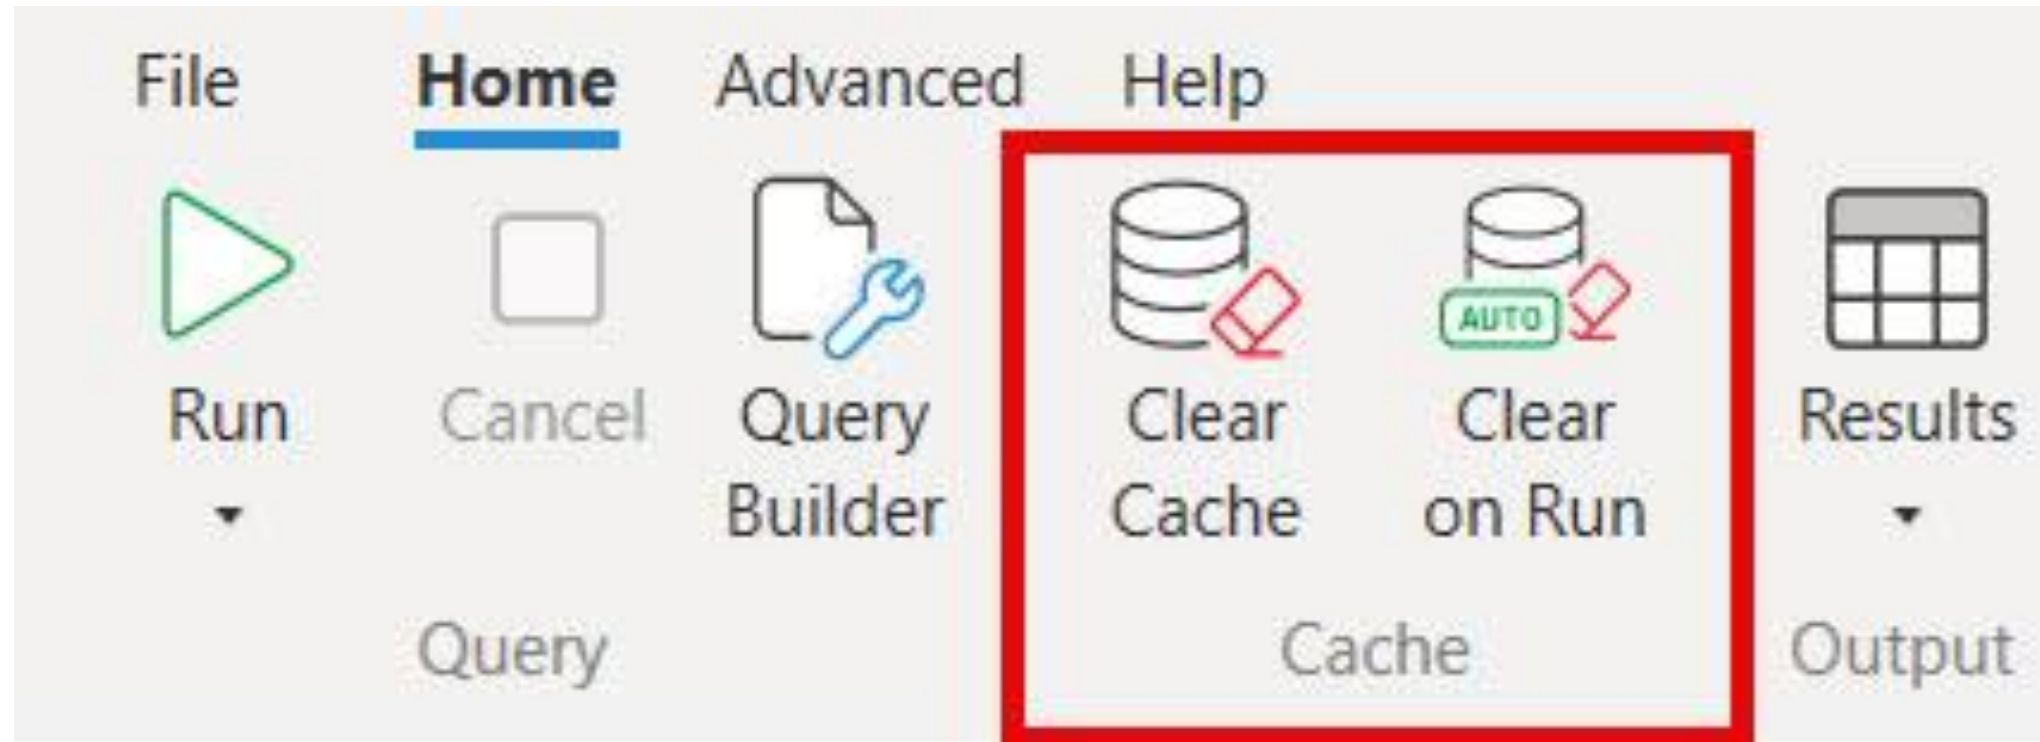 File Home Advanced Help
Run Cancel Query Builder
AUTO
Clear Cache Clear on Run Results
Query Cache Output